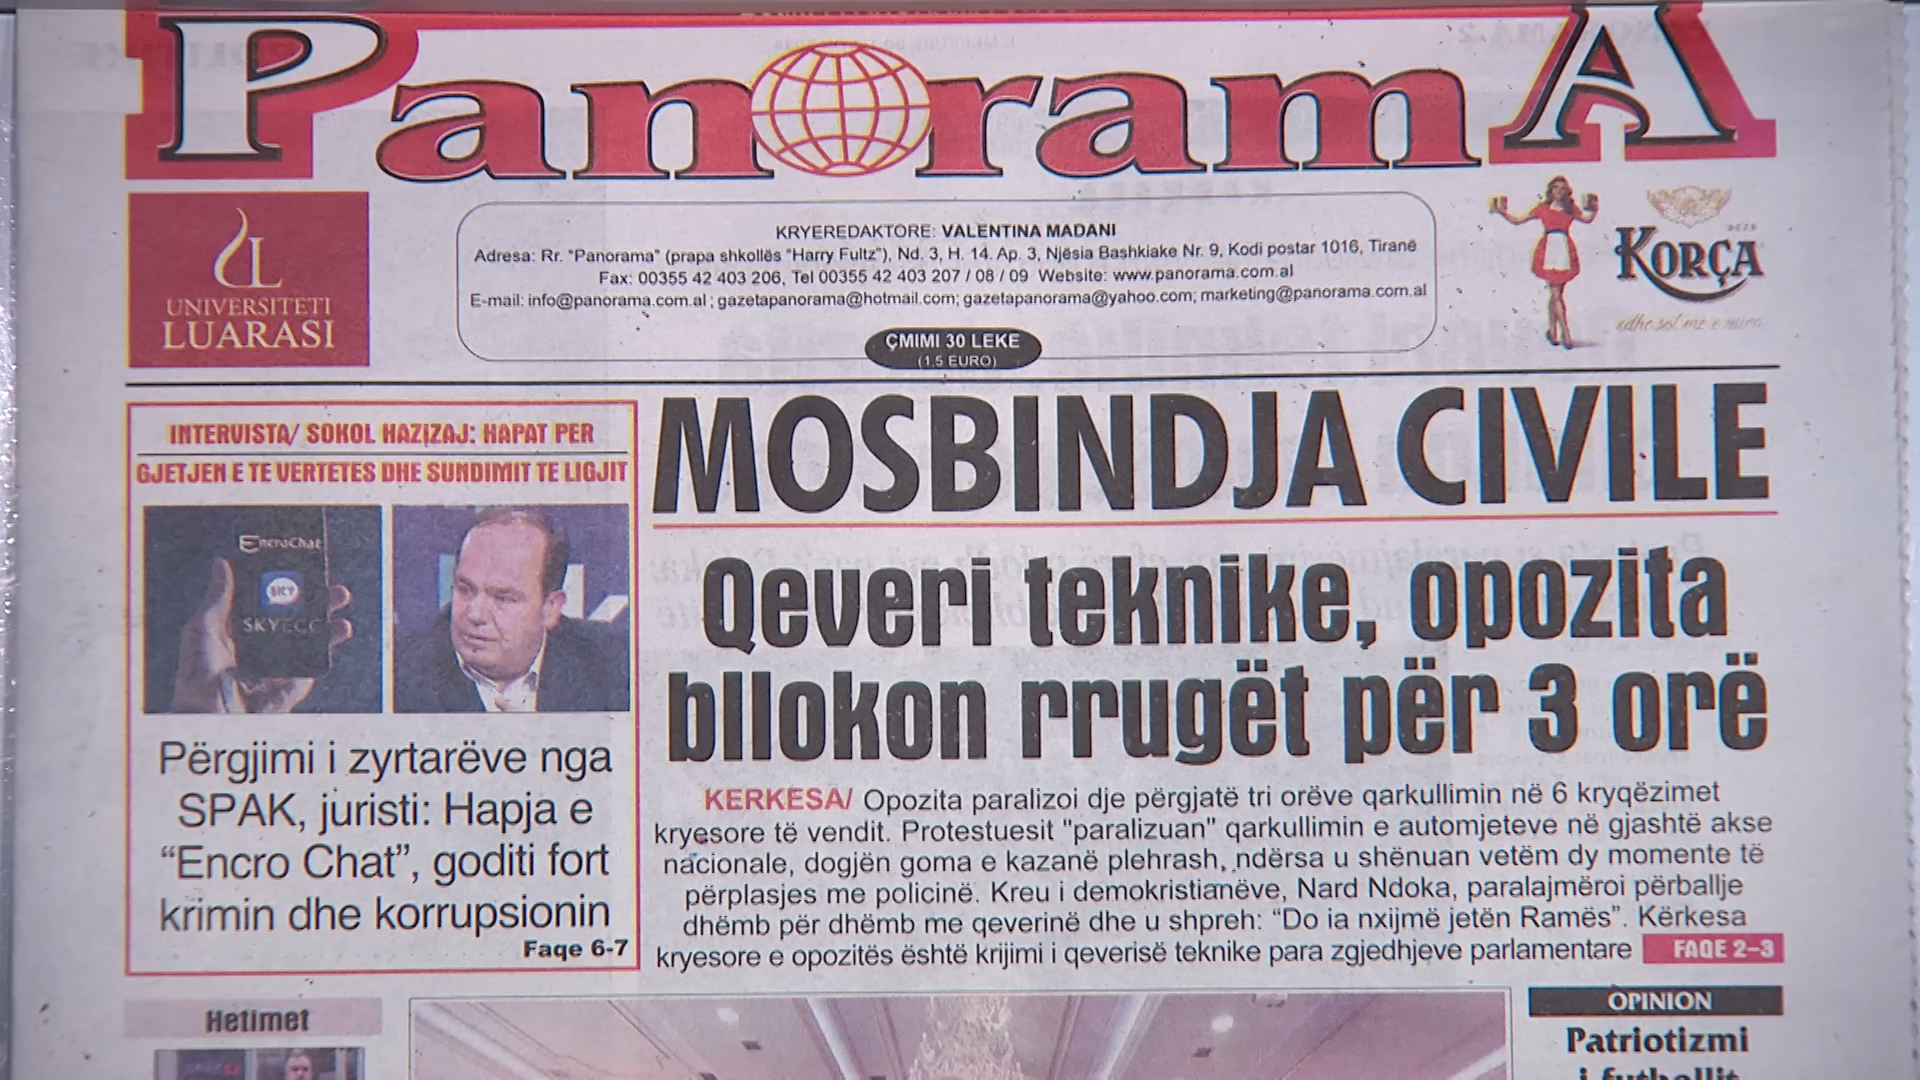 PanoramA
UNIVERSITETI
LUARASI
KRYEREDAKTORE: VALENTINA MADANI
Adresa: Rr. "Panorama" (prapa shkollës "Harry Fultz"), Nd. 3, H. 14. Ap. 3, Njësia Bashkiake Nr. 9, Kodi postar 1016, Tiranë
Fax: 00355 42 403 206, Tel 00355 42 403 207 / 08 / 09 Website: www.panorama.com.al
E-mail: info@panorama.com.al ; gazetapanorama@hotmail.com; gazetapanorama@yahoo.com; marketing@panorama.com.al
ÇMIMI 30 LEKE
(1.5 EURO)
KORÇA
edhe sot me e mira
INTERVISTA/ SOKOL HAZIZAJ: HAPAT PER
GJETJEN E TE VERTETES DHE SUNDIMIT TE LIGJIT
EncroChat
SKY
SKYECC
Përgjimi i zyrtarëve nga
SPAK, juristi: Hapja e
“Encro Chat”, goditi fort
krimin dhe korrupsionin
Faqe 6-7
MOSBINDJA CIVILE
Qeveri teknike, opozita
bllokon rrugët për 3 orë
KERKESA/ Opozita paralizoi dje përgjatë tri orëve qarkullimin në 6 kryqëzimet
kryesore të vendit. Protestuesit "paralizuan" qarkullimin e automjeteve në gjashtë akse
nacionale, dogjën goma e kazanë plehrash, ndërsa u shënuan vetëm dy momente të
përplasjes me policinë. Kreu i demokristianëve, Nard Ndoka, paralajmëroi përballje
dhëmb për dhëmb me qeverinë dhe u shpreh: “Do ia nxijmë jetën Ramës”. Kërkesa
kryesore e opozitës është krijimi i qeverisë teknike para zgjedhjeve parlamentare FAQE 2–3
Hetimet
OPINION
Patriotizmi
i futbollit